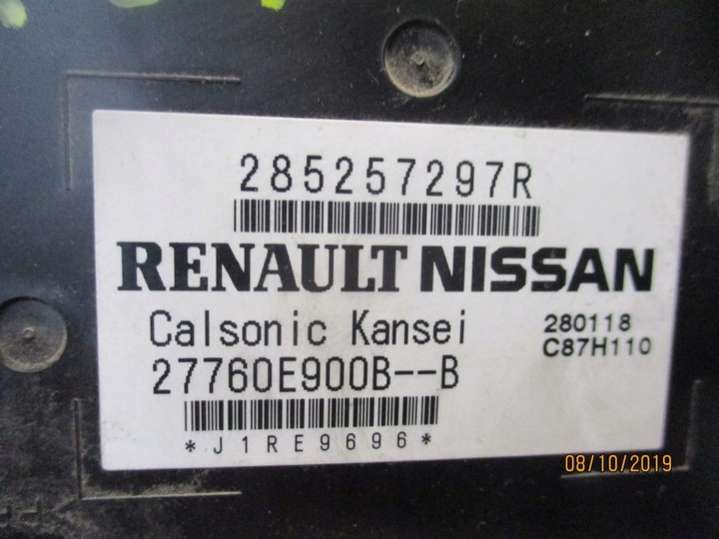 285257297R
RENAULT NISSAN
Calsonic Kansei 280118
C87H110
27760E900B--B
*J1RE9696*
08/10/2019